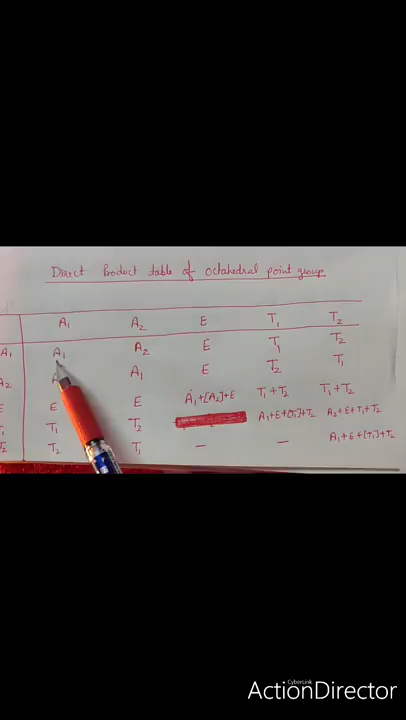 Direct Product table of octahedral point group
A₁ A₂ E T₁ T₂
A₁ A₁ A₂ E T₁ T₂
A₂ A₁ E T₂ T₁
E E E A₁+[A₂]+E T₁+T₂ T₁+T₂
T₁ T₁ T₂ A₁+E+[T₁]+T₂ A₂+E+T₁+T₂
T₂ T₂ T₁ — — A₁+E+[T₁]+T₂
CyberLink
ActionDirector